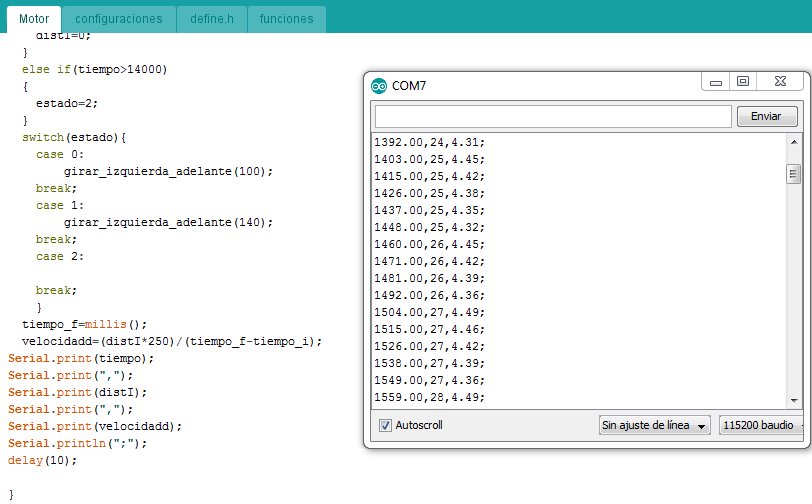 Motor configuraciones define.h funciones
distI=0;
}
else if(tiempo>14000)
{
estado=2;
}
switch(estado){
case 0:
girar_izquierda_adelante(100);
break;
case 1:
girar_izquierda_adelante(140);
break;
case 2:
break;
}
tiempo_f=millis();
velocidadd=(distI*250)/(tiempo_f-tiempo_i);
Serial.print(tiempo);
Serial.print(",");
Serial.print(distI);
Serial.print(",");
Serial.print(velocidadd);
Serial.println(";");
delay(10);
}
COM7
Enviar
1392.00,24,4.31;
1403.00,25,4.45;
1415.00,25,4.42;
1426.00,25,4.38;
1437.00,25,4.35;
1448.00,25,4.32;
1460.00,26,4.45;
1471.00,26,4.42;
1481.00,26,4.39;
1492.00,26,4.36;
1504.00,27,4.49;
1515.00,27,4.46;
1526.00,27,4.42;
1538.00,27,4.39;
1549.00,27,4.36;
1559.00,28,4.49;
Autoscroll Sin ajuste de línea 115200 baudio